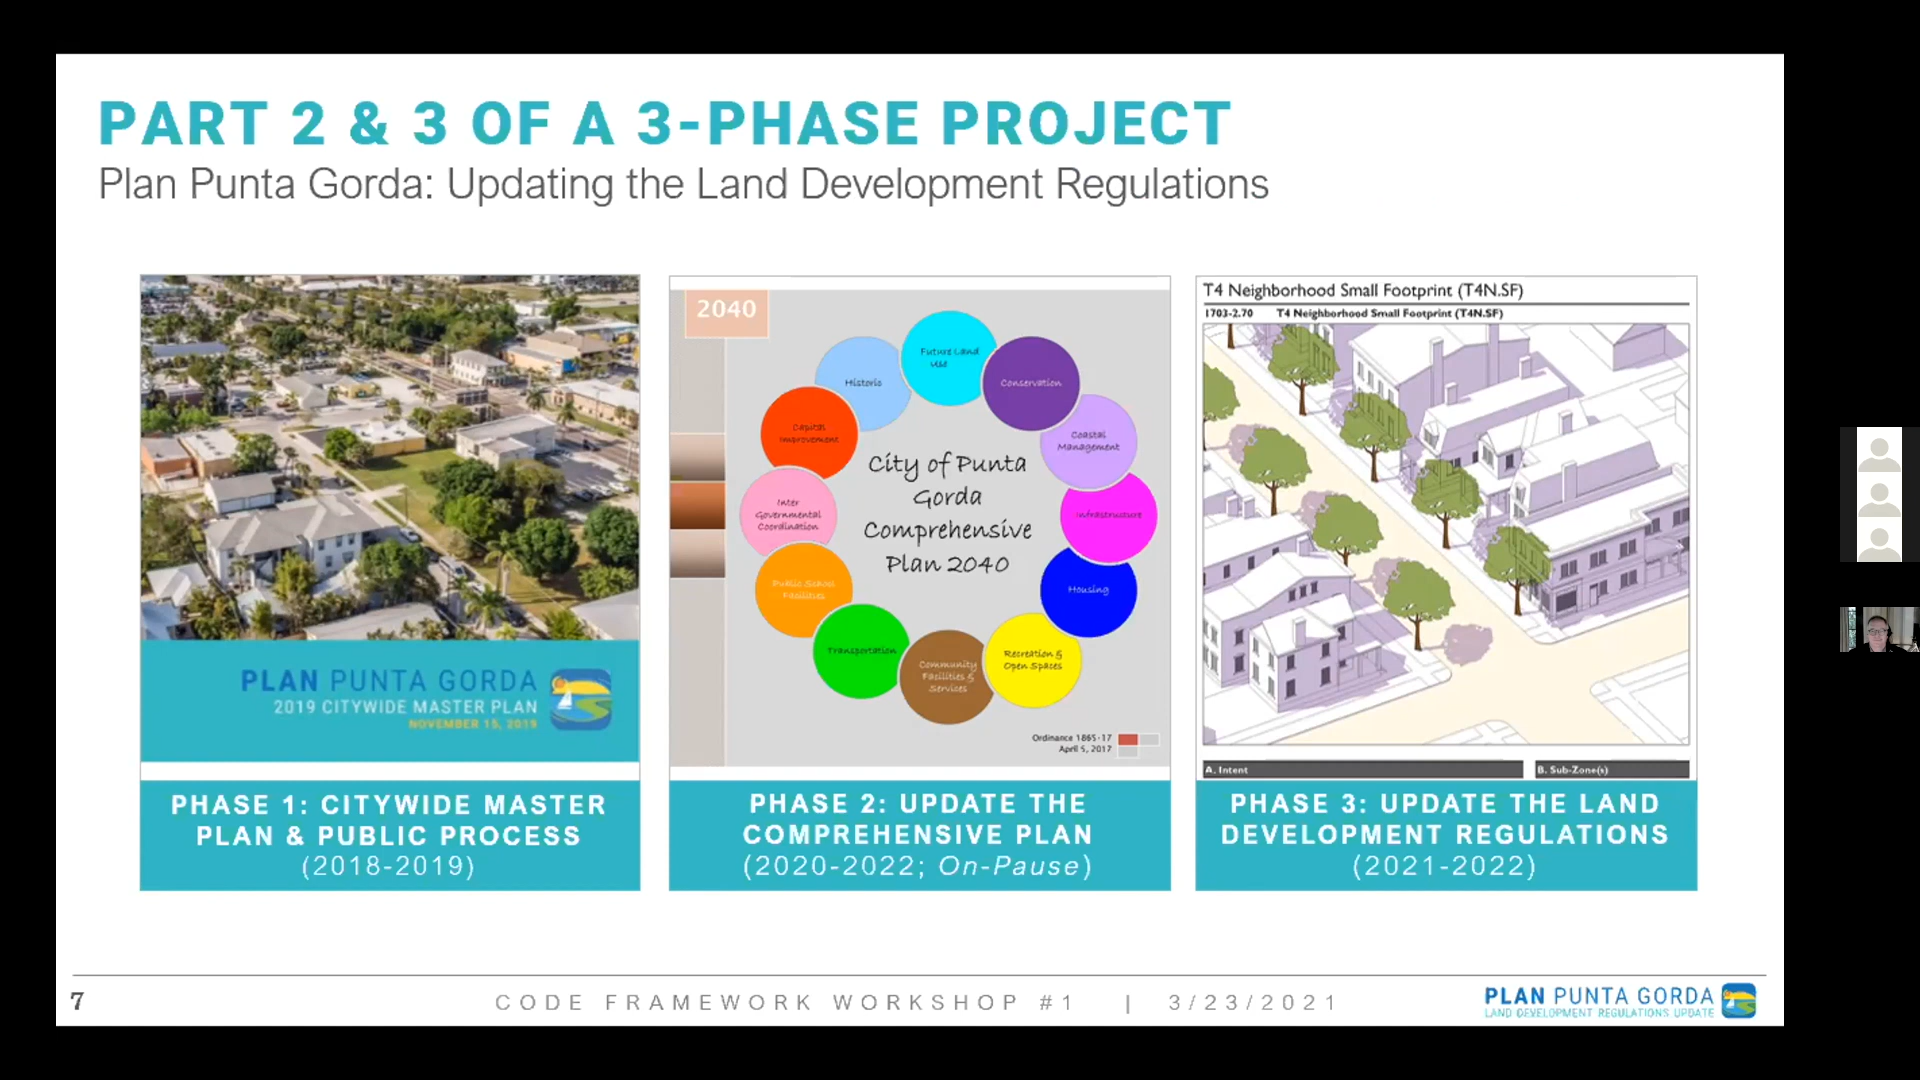 PART 2 & 3 OF A 3-PHASE PROJECT
Plan Punta Gorda: Updating the Land Development Regulations
PLAN PUNTA GORDA
2019 CITYWIDE MASTER PLAN
NOVEMBER 15, 2019
PHASE 1: CITYWIDE MASTER
PLAN & PUBLIC PROCESS
(2018-2019)
2040
Future Land
Use
Conservation
Coastal
Management
Infrastructure
Housing
Recreation &
Open Spaces
Community
Facilities &
Services
Transportation
Public School
Facilities
Inter
Governmental
Coordination
Capital
Improvement
Historic
City of Punta
Gorda
Comprehensive
Plan 2040
Ordinance 1865-17
April 5, 2017
PHASE 2: UPDATE THE
COMPREHENSIVE PLAN
(2020-2022; On-Pause)
T4 Neighborhood Small Footprint (T4N.SF)
1703-2.70 T4 Neighborhood Small Footprint (T4N.SF)
A. Intent
B. Sub-Zone(s)
PHASE 3: UPDATE THE LAND
DEVELOPMENT REGULATIONS
(2021-2022)
7
CODE FRAMEWORK WORKSHOP #1 | 3/23/2021
PLAN PUNTA GORDA
LAND DEVELOPMENT REGULATIONS UPDATE